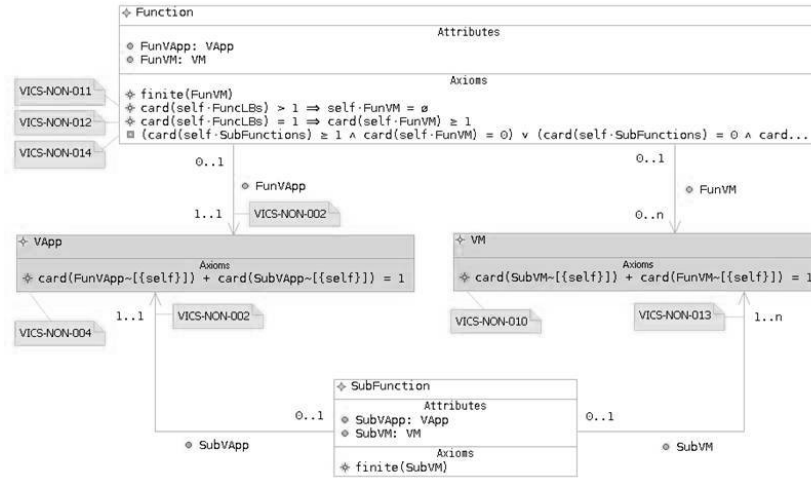 Function
Attributes
FunVApp: VApp
FunVM: VM
Axioms
finite(FunVM)
card(self·FuncLBs) > 1 ⇒ self·FunVM = ∅
card(self·FuncLBs) = 1 ⇒ card(self·FunVM) ≥ 1
(card(self·SubFunctions) ≥ 1 ∧ card(self·FunVM) = 0) ∨ (card(self·SubFunctions) = 0 ∧ card...
VICS-NON-011
VICS-NON-012
VICS-NON-014
0..1
0..1
FunVApp
FunVM
1..1
VICS-NON-002
0..n
VApp
Axioms
card(FunVApp~[{self}]) + card(SubVApp~[{self}]) = 1
VM
Axioms
card(SubVM~[{self}]) + card(FunVM~[{self}]) = 1
VICS-NON-004
1..1
VICS-NON-002
VICS-NON-010
VICS-NON-013
1..n
SubFunction
Attributes
SubVApp: VApp
SubVM: VM
Axioms
finite(SubVM)
0..1
0..1
SubVApp
SubVM